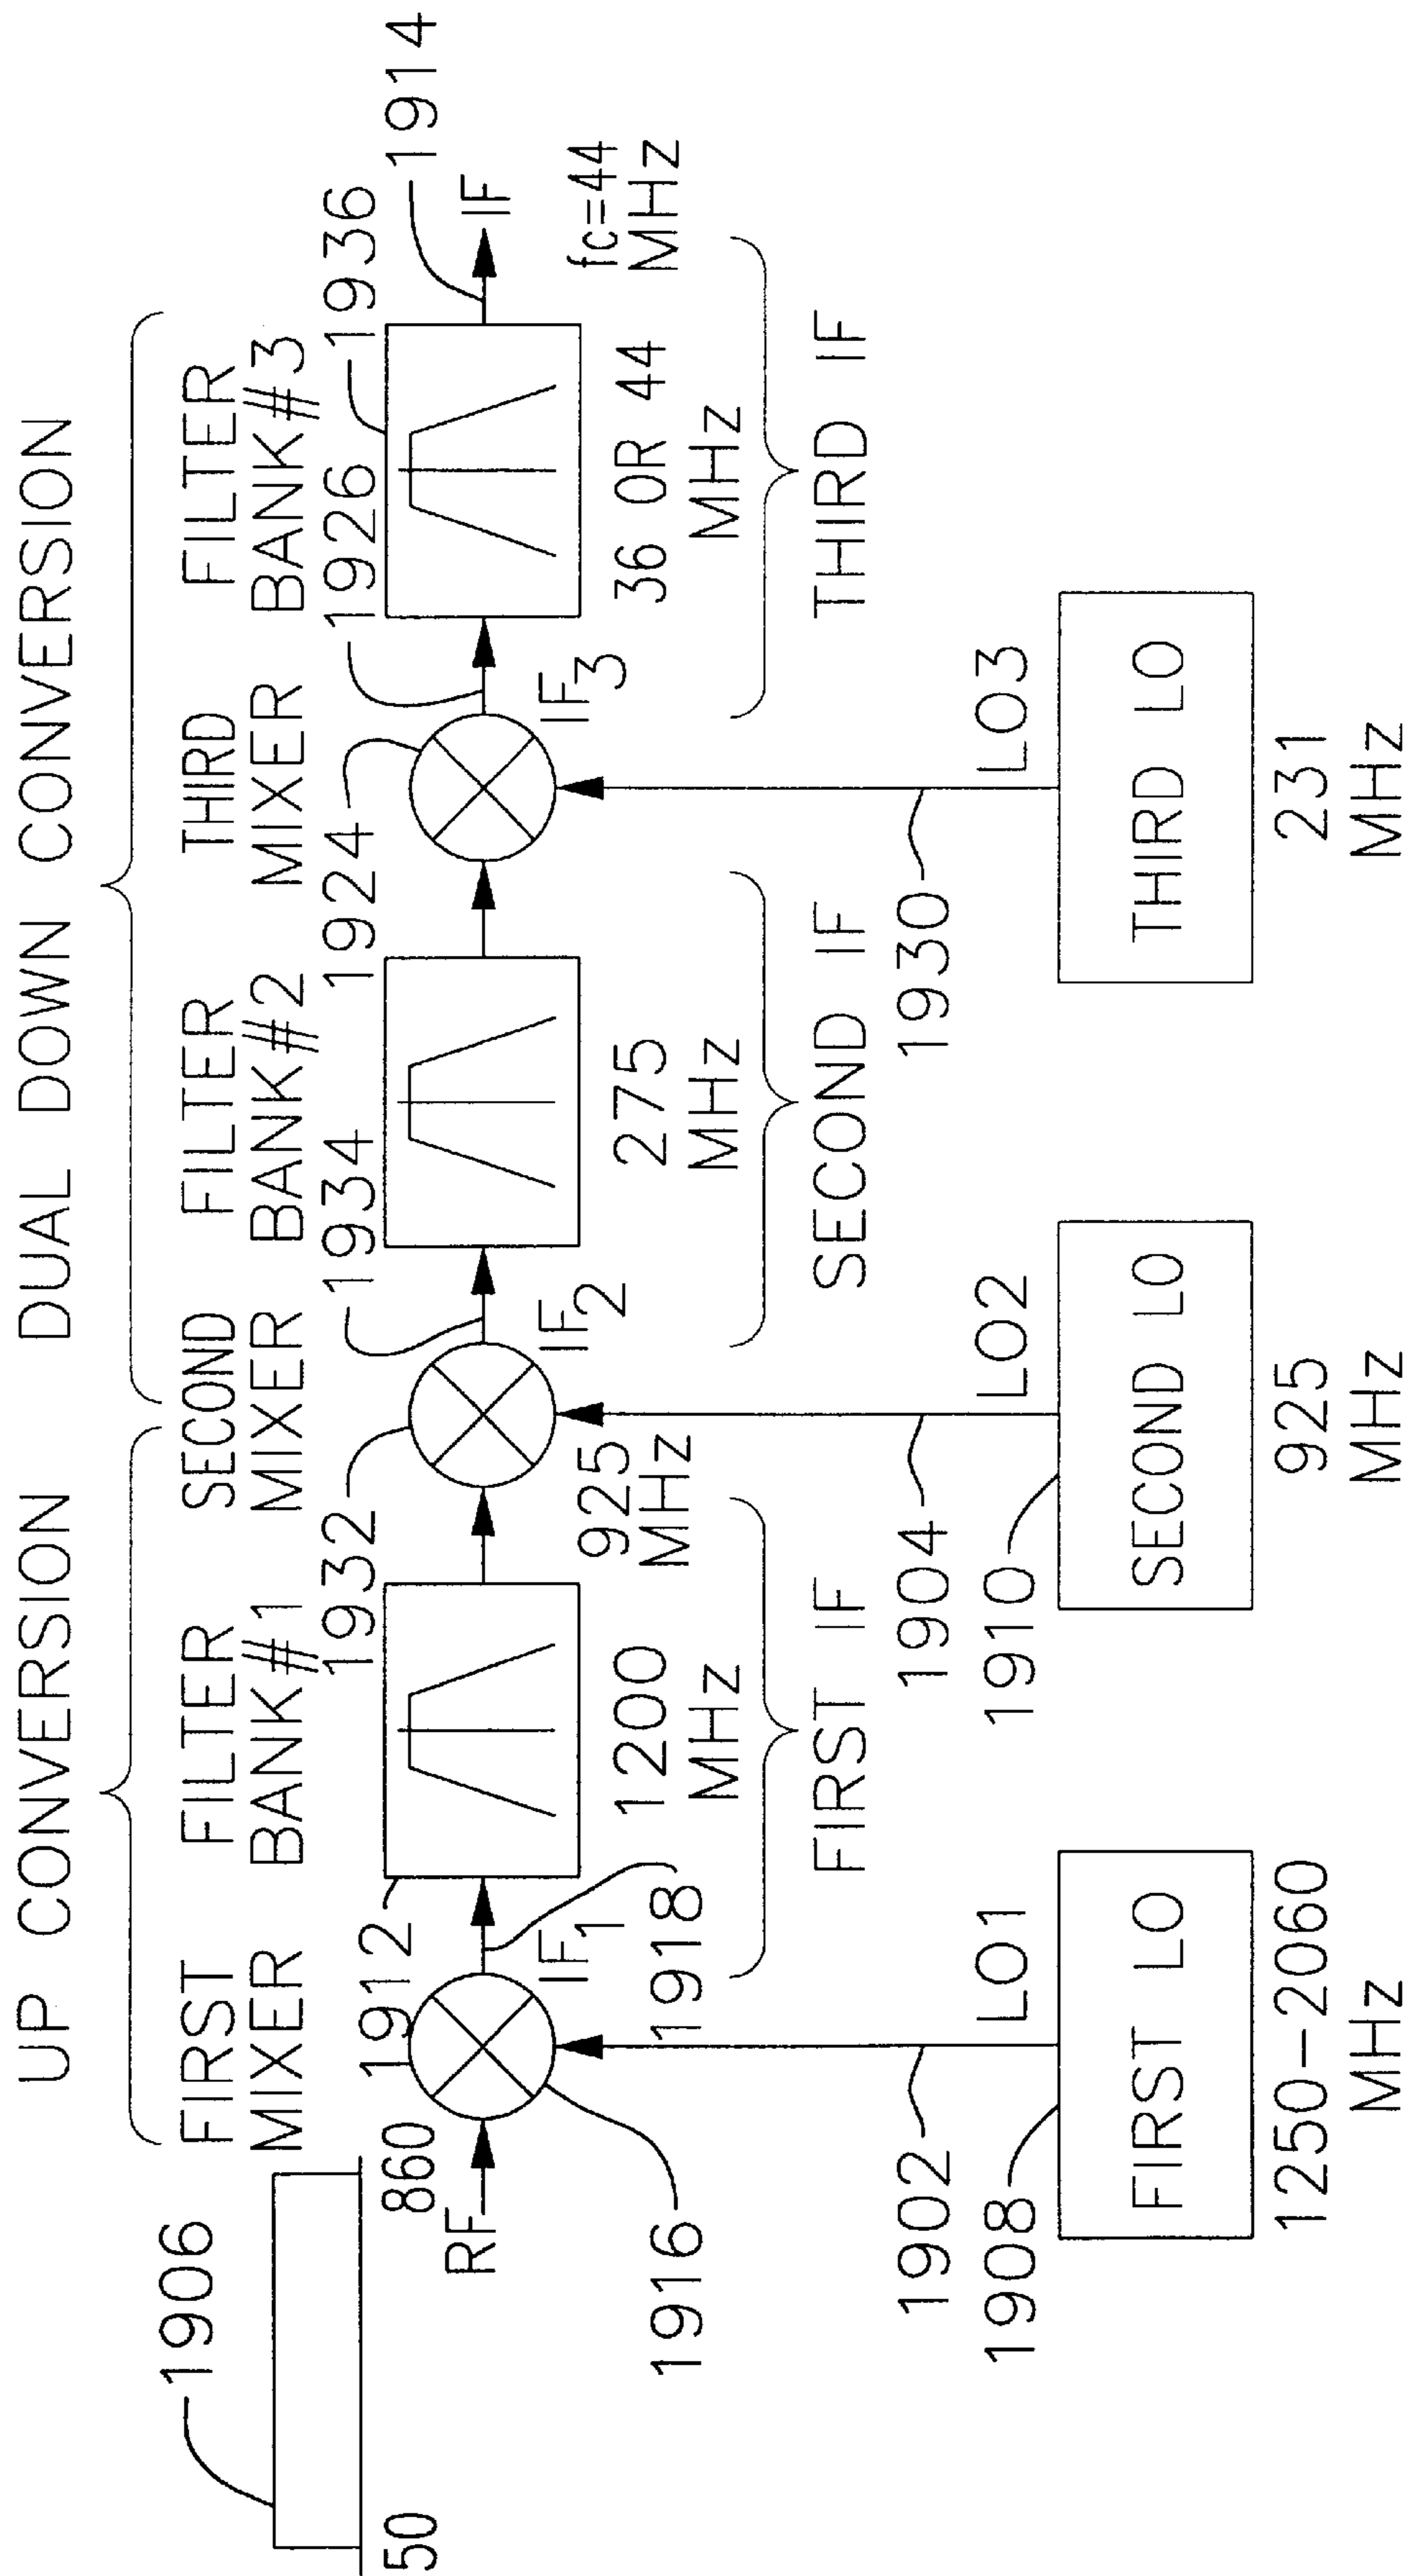 UP CONVERSION
DUAL DOWN CONVERSION
FIRST
MIXER
FILTER
BANK#1
SECOND
MIXER
FILTER
BANK#2
THIRD
MIXER
FILTER
BANK#3
1906
50
860
RF
1912
1932
1934
1924
1926
1936
1914
IF
IF1
IF2
IF3
1916
1918
1200
MHz
925
MHz
275
MHz
36 OR 44
MHz
fc=44
MHz
FIRST IF
SECOND IF
THIRD IF
1902
1904
1930
1908
LO1
1910
LO2
LO3
FIRST LO
SECOND LO
THIRD LO
1250-2060
MHz
925
MHz
231
MHz